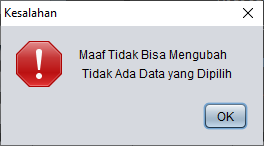 Kesalahan
Maaf Tidak Bisa Mengubah
Tidak Ada Data yang Dipilih
OK